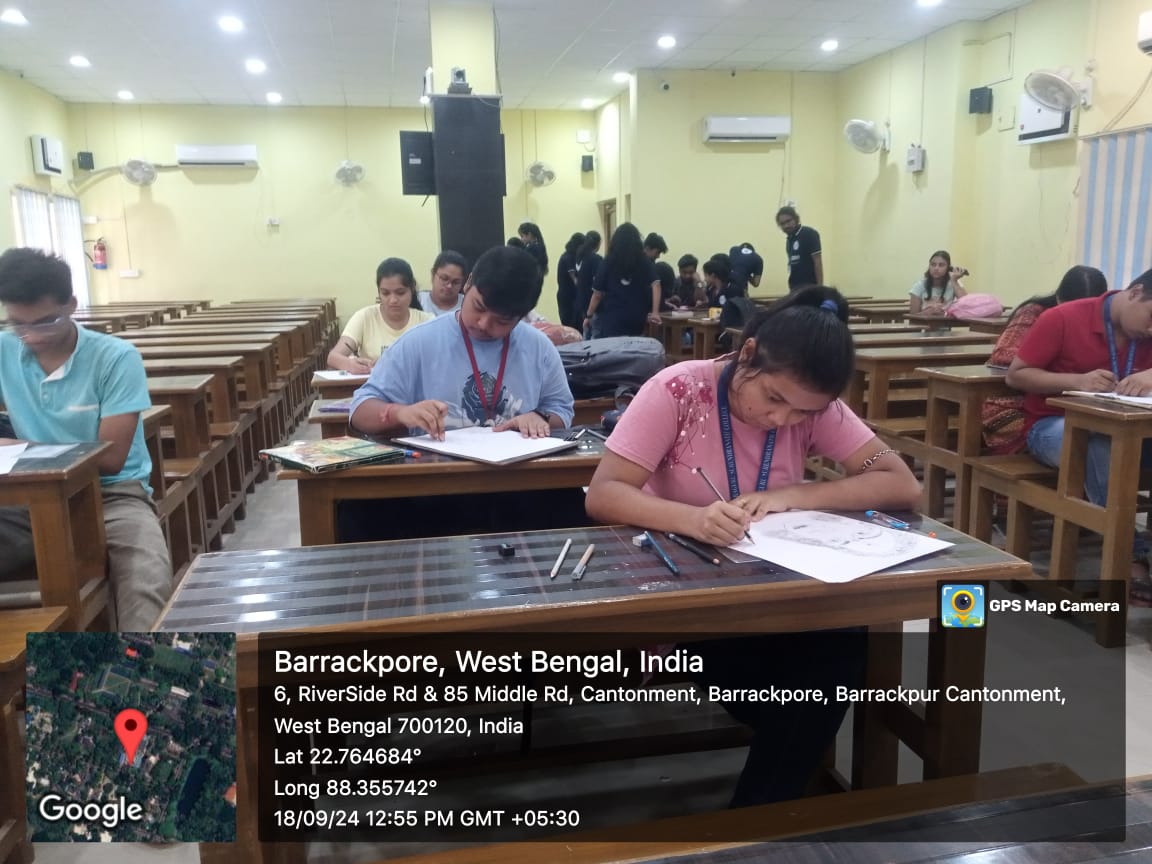 GPS Map Camera
Barrackpore, West Bengal, India
6, RiverSide Rd & 85 Middle Rd, Cantonment, Barrackpore, Barrackpur Cantonment,
West Bengal 700120, India
Lat 22.764684°
Long 88.355742°
18/09/24 12:55 PM GMT +05:30
Google